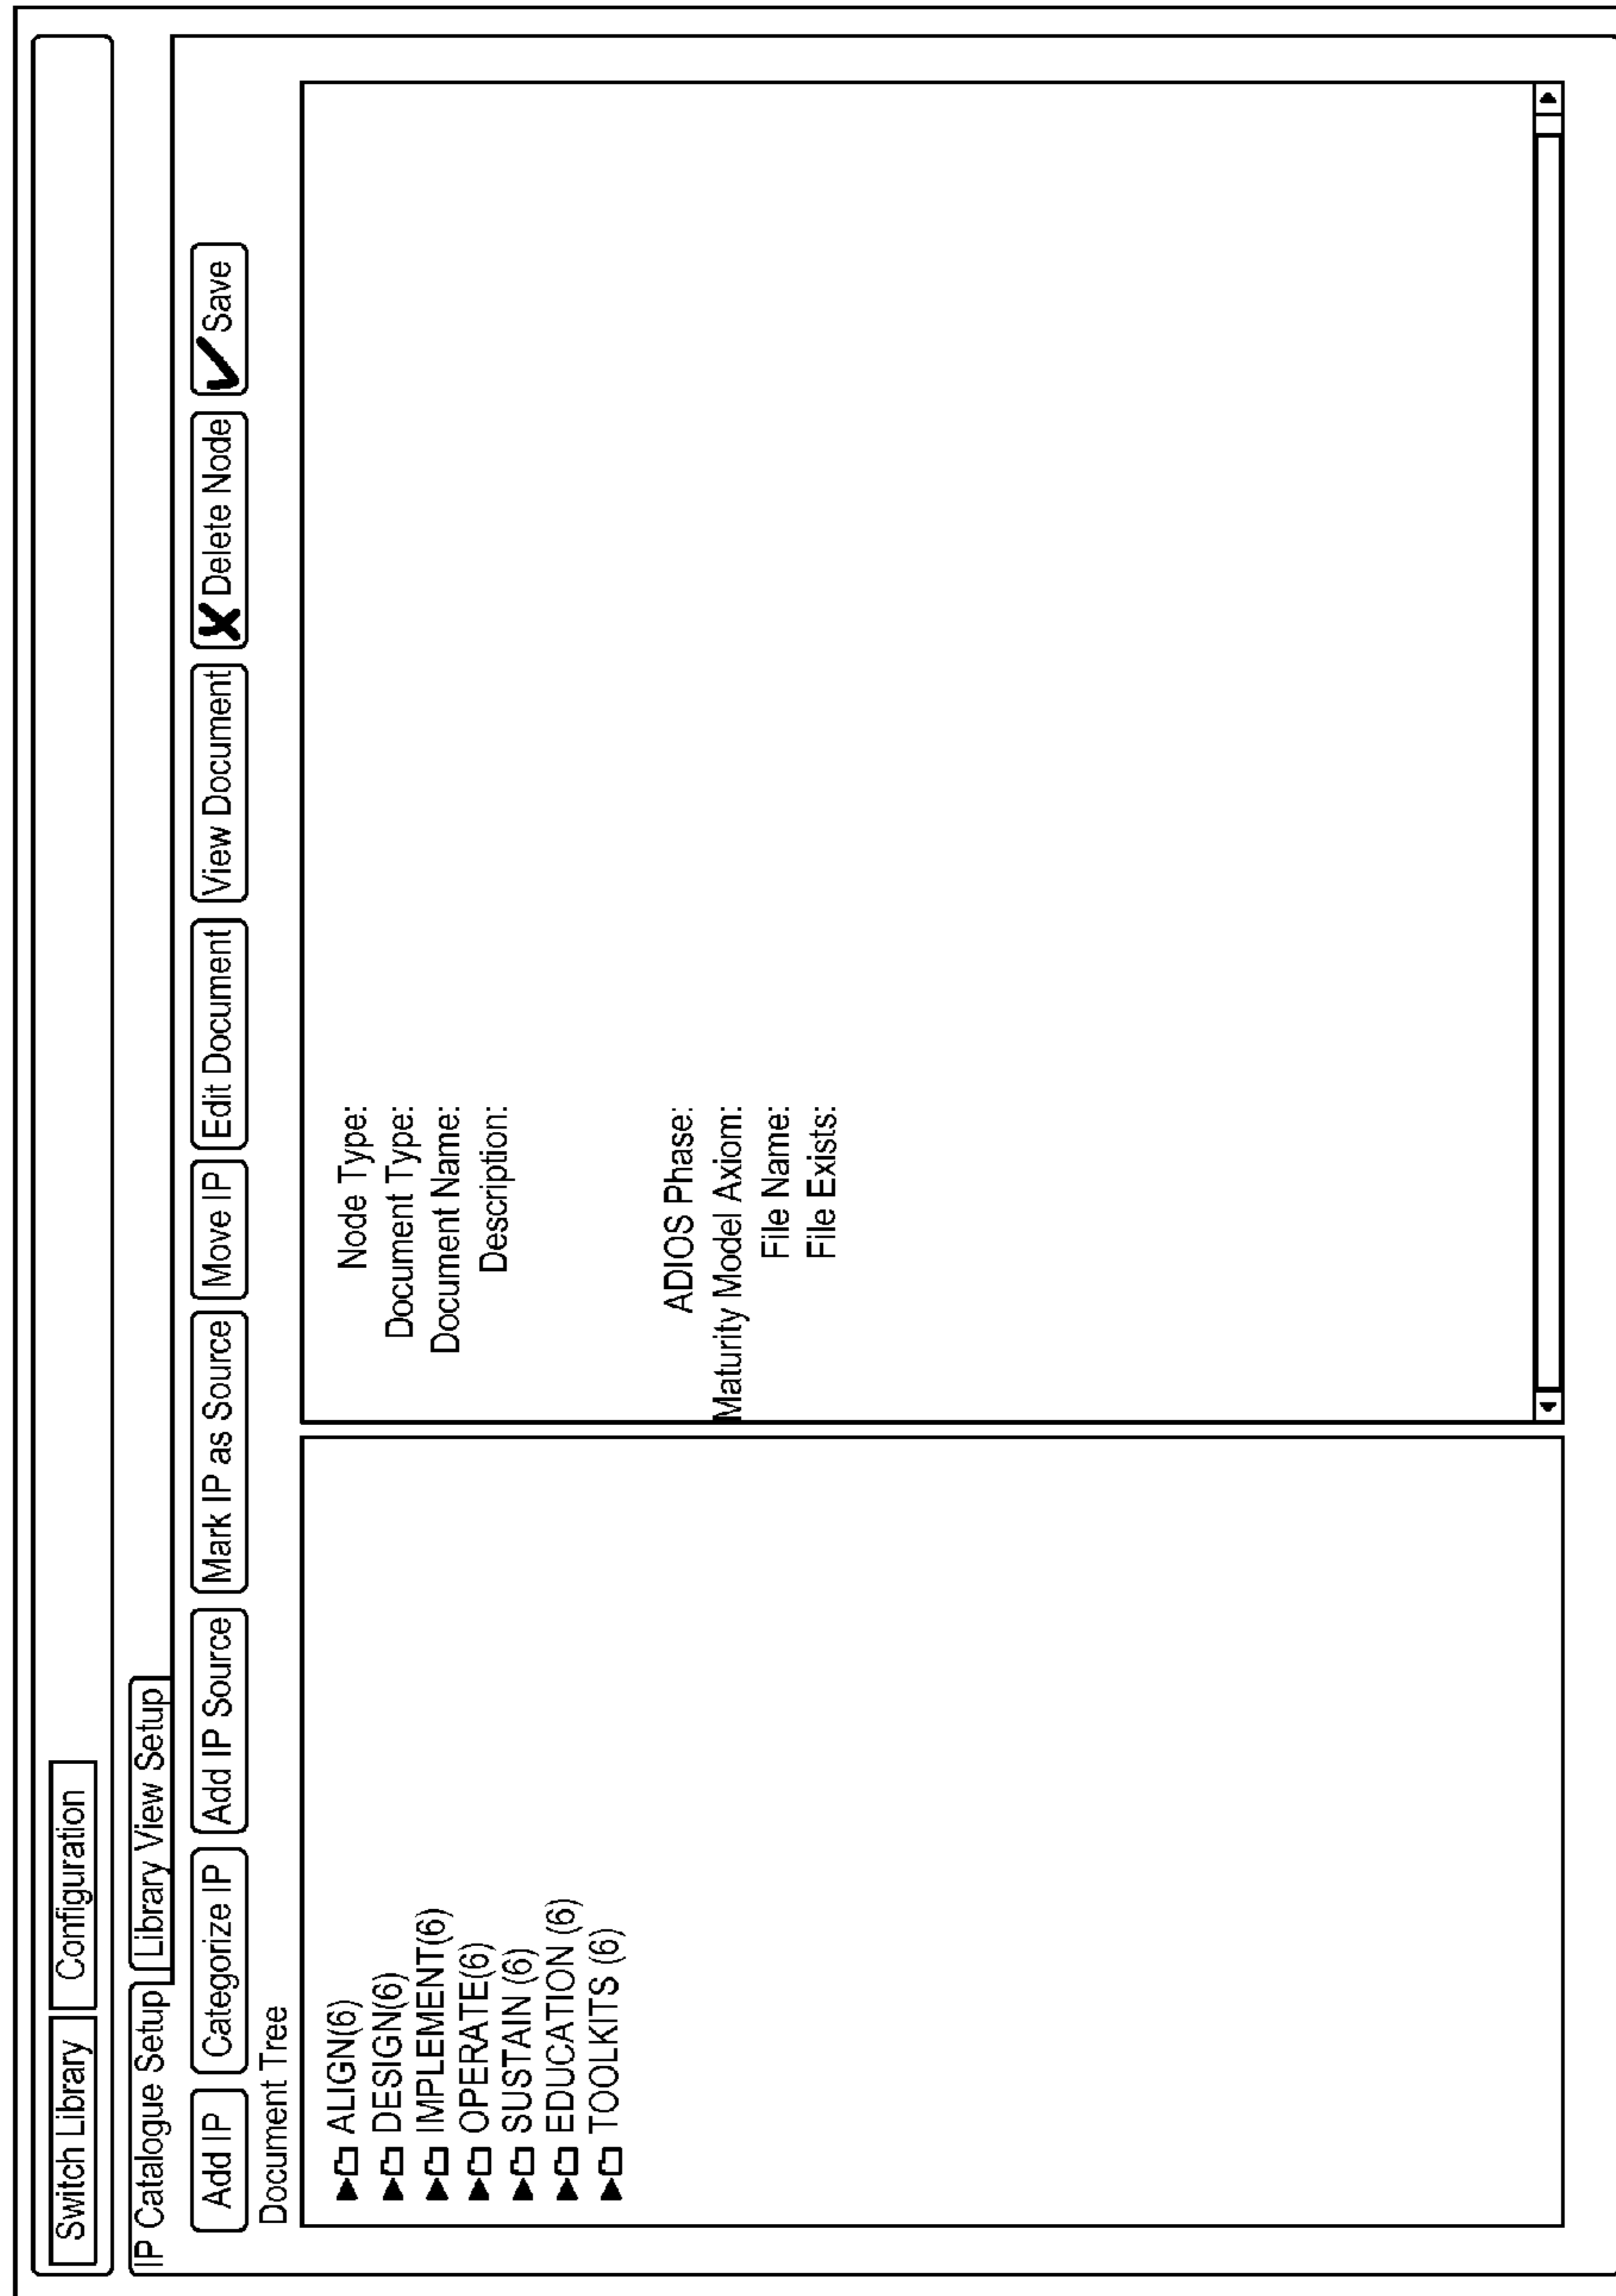 Switch Library Configuration
IP Catalogue Setup Library View Setup
Add IP Categorize IP Add IP Source Mark IP as Source Move IP Edit Document View Document Delete Node Save
Document Tree
ALIGN(6)
DESIGN(6)
IMPLEMENT(6)
OPERATE(6)
SUSTAIN (6)
EDUCATION (6)
TOOLKITS (6)
Node Type:
Document Type:
Document Name:
Description:
ADIOS Phase:
Maturity Model Axiom:
File Name:
File Exists: